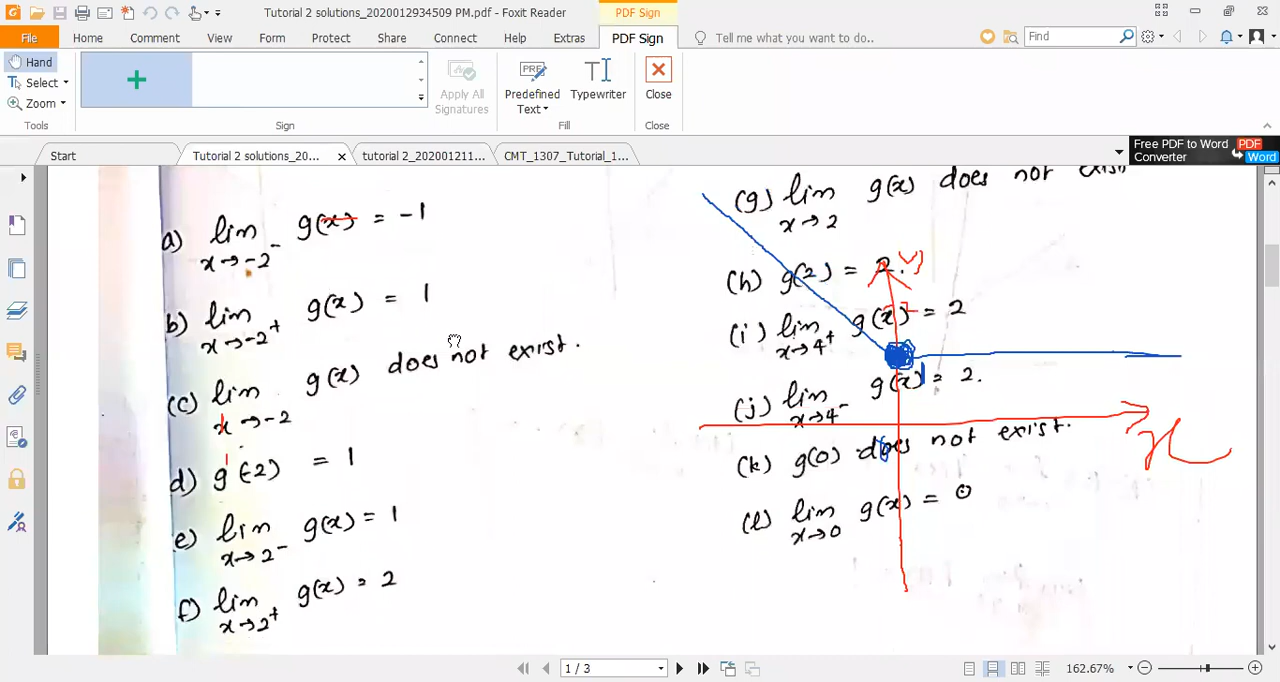 Tutorial 2 solutions_2020012934509 PM.pdf - Foxit Reader
PDF Sign
File
Home
Comment
View
Form
Protect
Share
Connect
Help
Extras
PDF Sign
Tell me what you want to do..
Find
Hand
Select
Zoom
Tools
Sign
Apply All
Signatures
PRE
Predefined
Text
Typewriter
Fill
Close
Close
Start
Tutorial 2 solutions_20...
tutorial 2_202001211...
CMT_1307_Tutorial_1...
Free PDF to Word
Converter
PDF
Word
a) lim g(x) = -1
x→-2-
b) lim g(x) = 1
x→-2+
(c) lim g(x) does not exist.
x→-2
d) g(-2) = 1
e) lim g(x) = 1
x→2-
f) lim g(x) = 2
x→2+
(g) lim g(x) does not exist
x→2
(h) g(2) = 2.
(i) lim g(x) = 2
x→4+
(j) lim g(x) = 2.
x→4-
(k) g(0) does not exist.
(l) lim g(x) = 0
x→0
y
x
1 / 3
162.67%